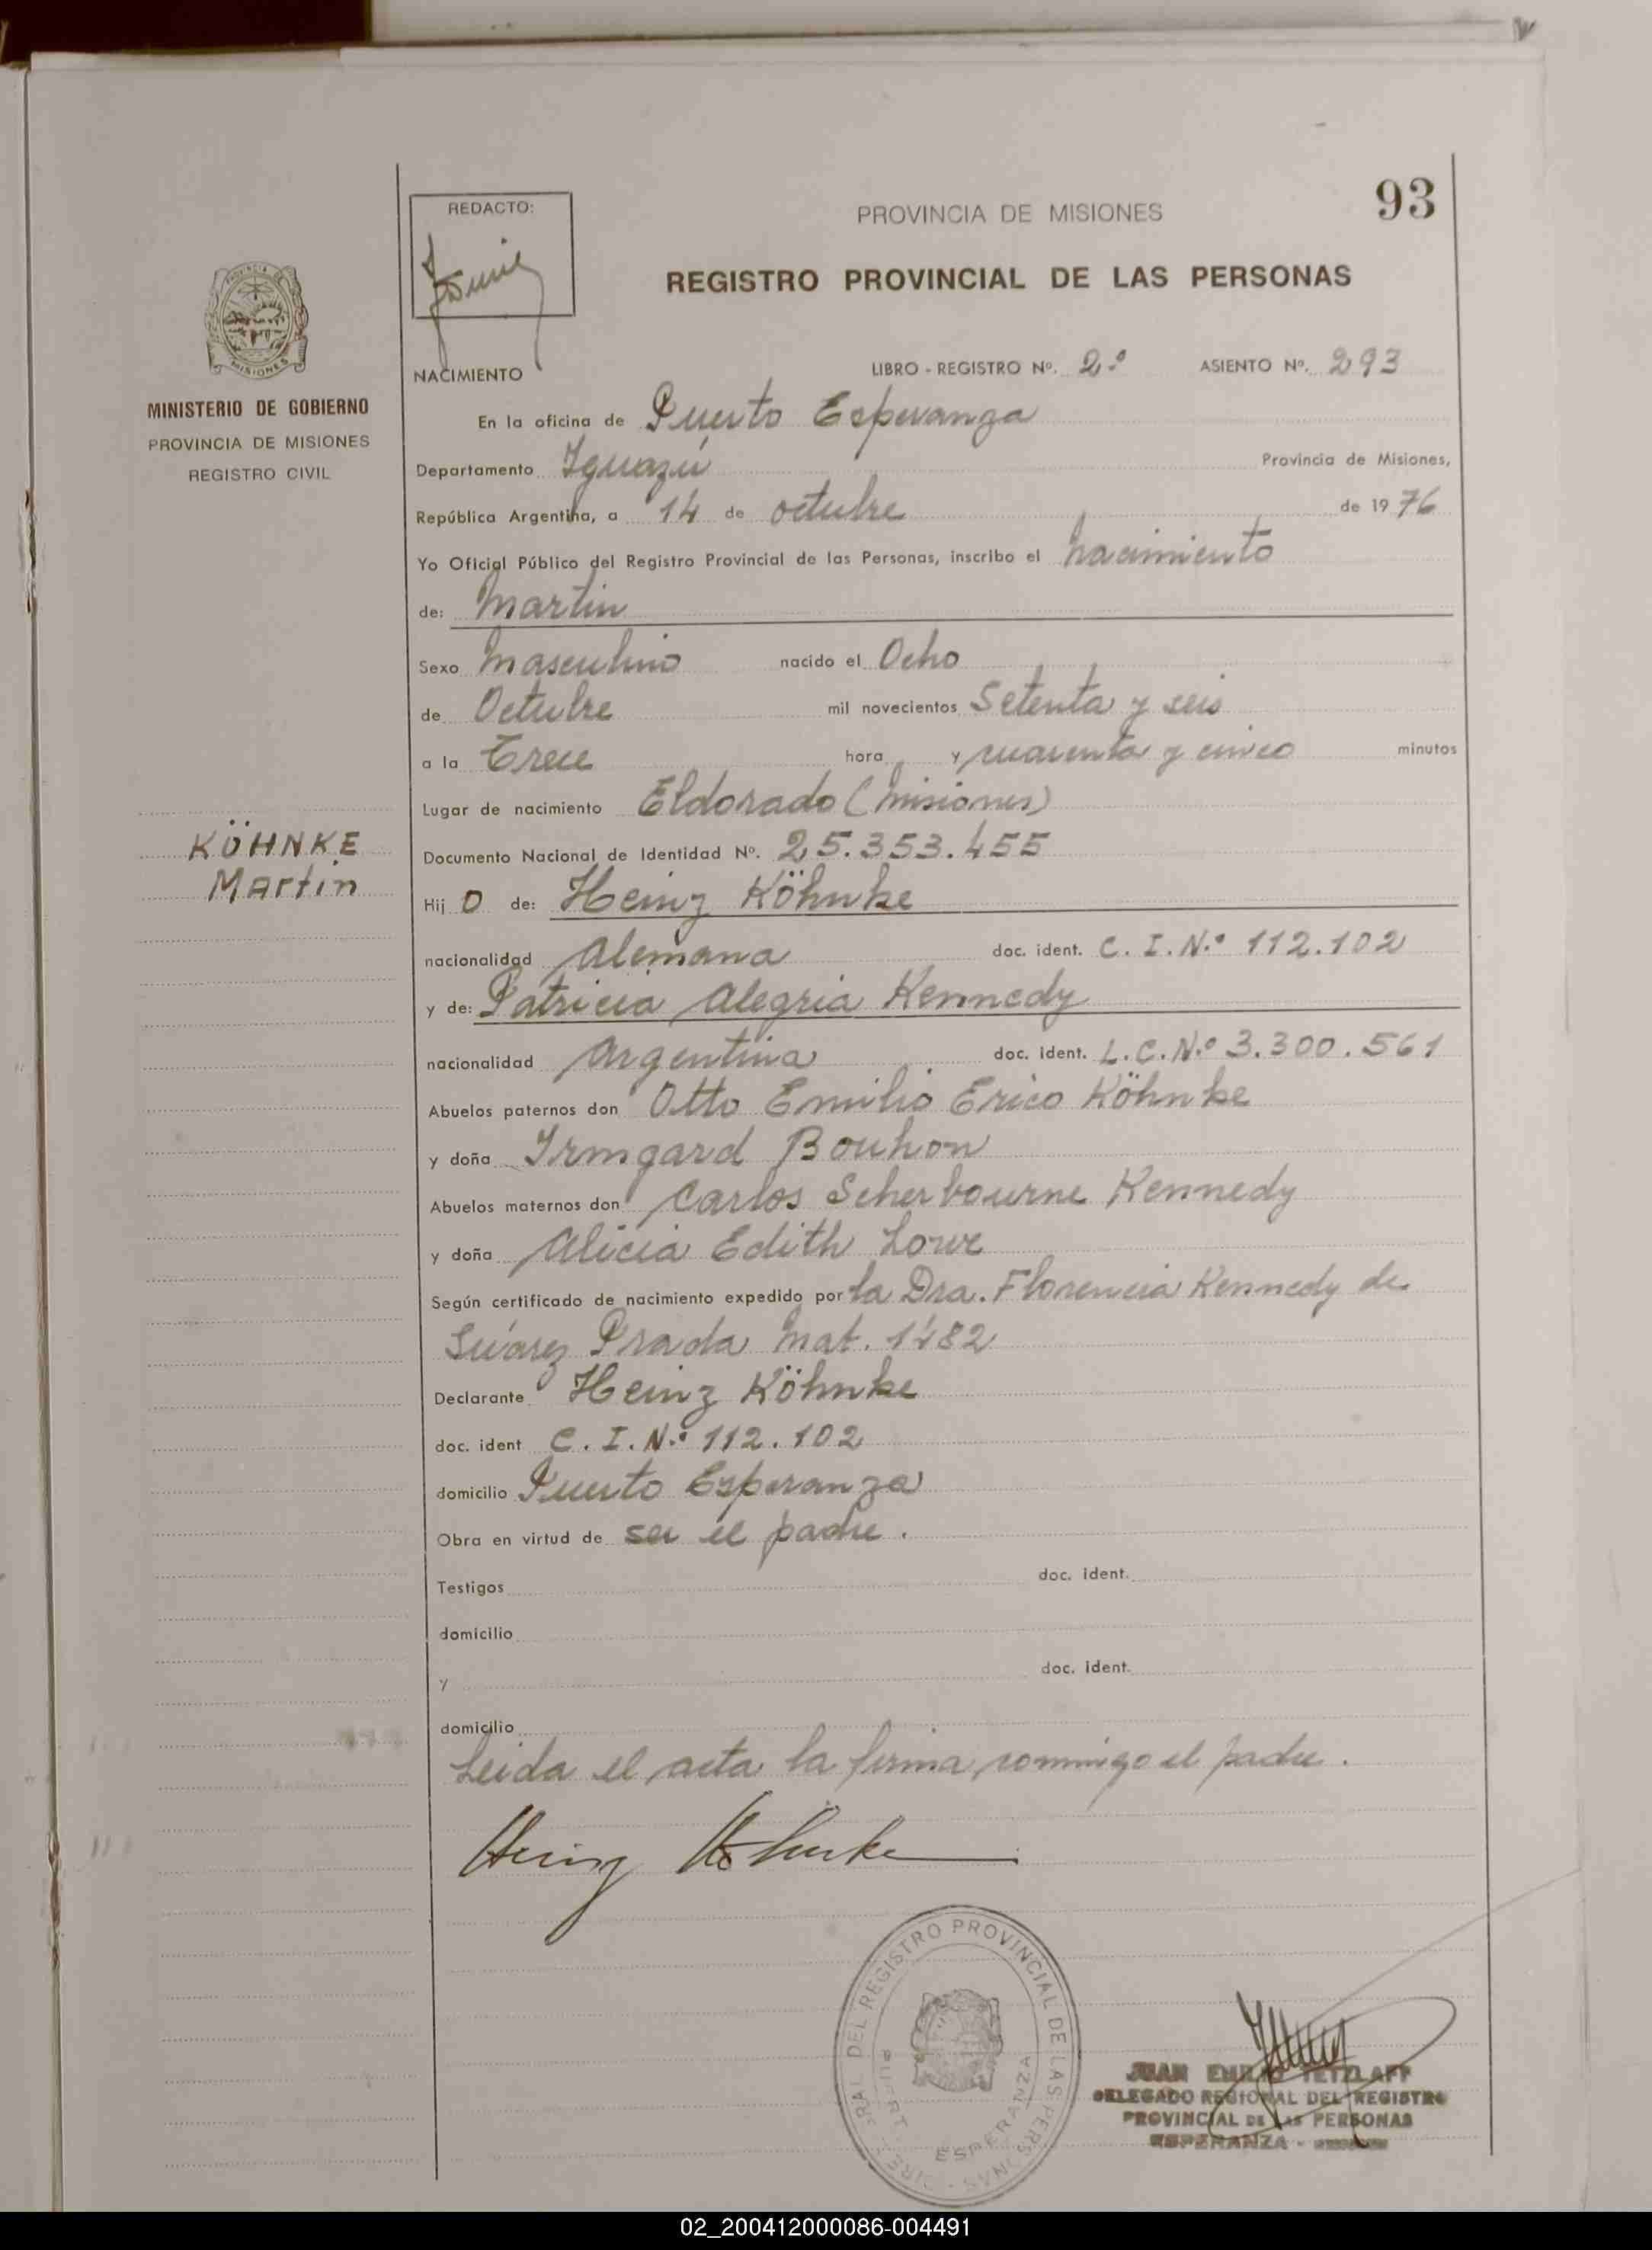 93
REDACTO:
PROVINCIA DE MISIONES
REGISTRO PROVINCIAL DE LAS PERSONAS
MISIONES
MINISTERIO DE GOBIERNO
PROVINCIA DE MISIONES
REGISTRO CIVIL
NACIMIENTO
LIBRO - REGISTRO Nº. 2º ASIENTO Nº. 293
En la oficina de Puerto Esperanza
Departamento Iguazú Provincia de Misiones,
República Argentina, a 14 de octubre de 1976
Yo Oficial Público del Registro Provincial de las Personas, inscribo el nacimiento
de: Martin
Sexo Masculino nacido el Ocho
de Octubre mil novecientos Setenta y seis
a la Trece hora y cuarenta y cinco minutos
Lugar de nacimiento Eldorado (Misiones)
KÖHNKE
Martin
Documento Nacional de Identidad Nº. 25.353.455
Hij o de: Heinz Köhnke
nacionalidad Alemana doc. ident. C. I. N.º 112.102
y de: Patricia Alegria Kennedy
nacionalidad Argentina doc. ident. L.C.N.º 3.300.561
Abuelos paternos don Otto Emilio Erico Köhnke
y doña Irmgard Bouhon
Abuelos maternos don Carlos Scherbourne Kennedy
y doña Alicia Edith Lowe
Según certificado de nacimiento expedido por la Dra. Florencia Kennedy de
Suárez Prada Mat. 1482
Declarante Heinz Köhnke
doc. ident C. I. N.º 112.102
domicilio Puerto Esperanza
Obra en virtud de ser el padre.
Testigos doc. ident.
domicilio
y doc. ident.
domicilio
Leida el acta la firma conmigo el padre.
Heinz Köhnke
DEL REGISTRO PROVINCIAL DE LAS PERSONAS
ESPERANZA
JUAN EMILIO TETZLAFF
DELEGADO REGIONAL DEL REGISTRO
PROVINCIAL DE LAS PERSONAS
ESPERANZA -
02_200412000086-004491